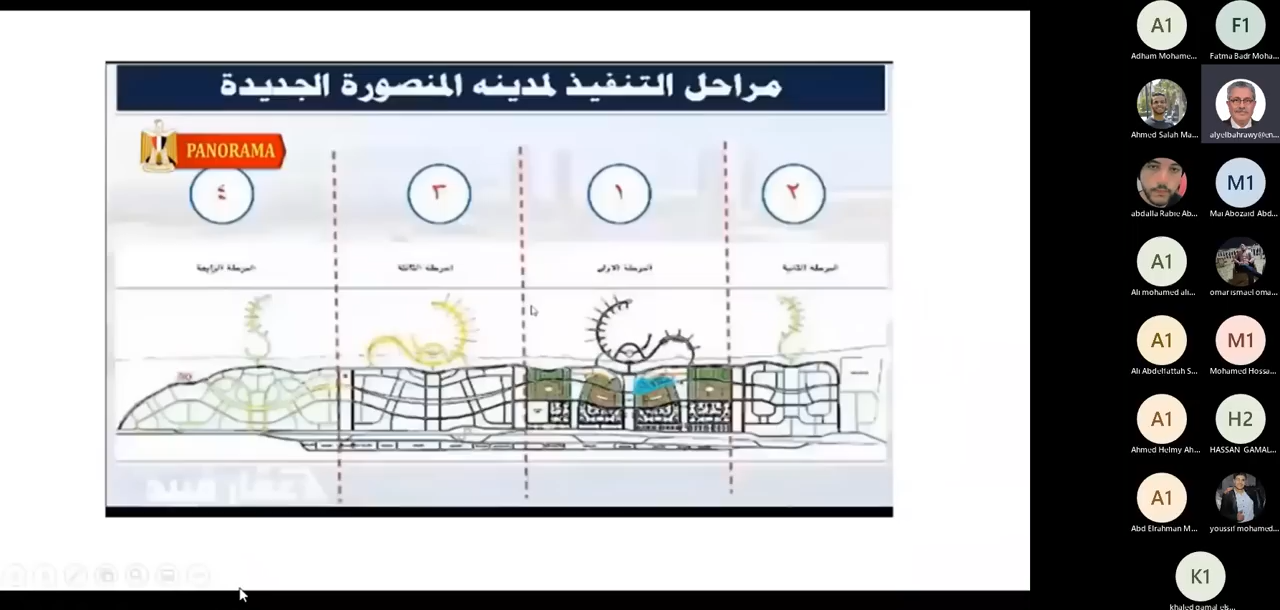 مراحل التنفيذ لمدينه المنصورة الجديدة
PANORAMA
٤
٣
١
٢
المرحلة الرابعة
المرحلة الثالثة
المرحلة الاولى
المرحلة الثانية
A1
F1
Adham Mohame...
Fatma Badr Moha...
Ahmed Salah Ma...
alyelbahrawy@en...
M1
abdalla Rabie Ab...
Mai Abozaid Abd...
A1
Ali mohamed ali...
omar ismael oma...
A1
M1
Ali Abdelfattah S...
Mohamed Hossa...
A1
H2
Ahmed Helmy Ah...
HASSAN GAMAL...
A1
Abd Elrahman M...
youssif mohamed...
K1
khaled gamal els...